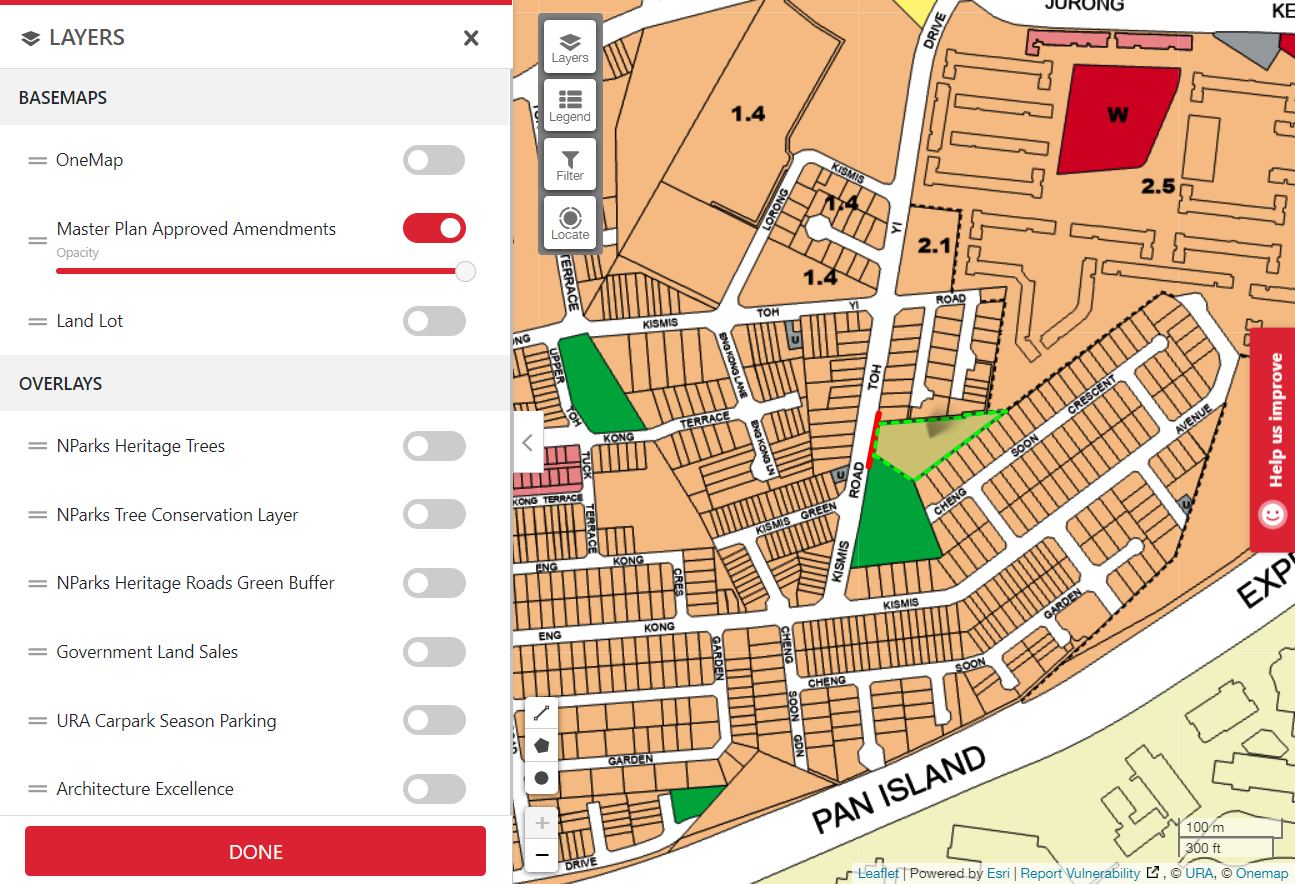 LAYERS
BASEMAPS
OneMap
Master Plan Approved Amendments
Opacity
Land Lot
OVERLAYS
NParks Heritage Trees
NParks Tree Conservation Layer
NParks Heritage Roads Green Buffer
Government Land Sales
URA Carpark Season Parking
Architecture Excellence
DONE
Layers
Legend
Filter
Locate
JURONG
KE
DRIVE
W
1.4
2.5
KISMIS
1.4
LORONG
YI
2.1
1.4
TERRACE
ROAD
YI
TOH
KISMIS
NG
U
ENG KONG LANE
UPPER
TOH
TOH
CRESCENT
TERRACE
KONG
AVENUE
SOON
ENG KONG LN
TUCK
U
ROAD
KONG TERRACE
CHENG
U
GREEN
KISMIS
TERRACE
KISMIS
KONG
ENG
CRES
EXP
KISMIS
GARDEN
KONG
ENG
GARDEN
CHENG
SOON
CHENG
SOON
GDN
GARDEN
PAN ISLAND
DRIVE
Help us improve
100 m
300 ft
Leaflet | Powered by Esri | Report Vulnerability , © URA, © Onemap